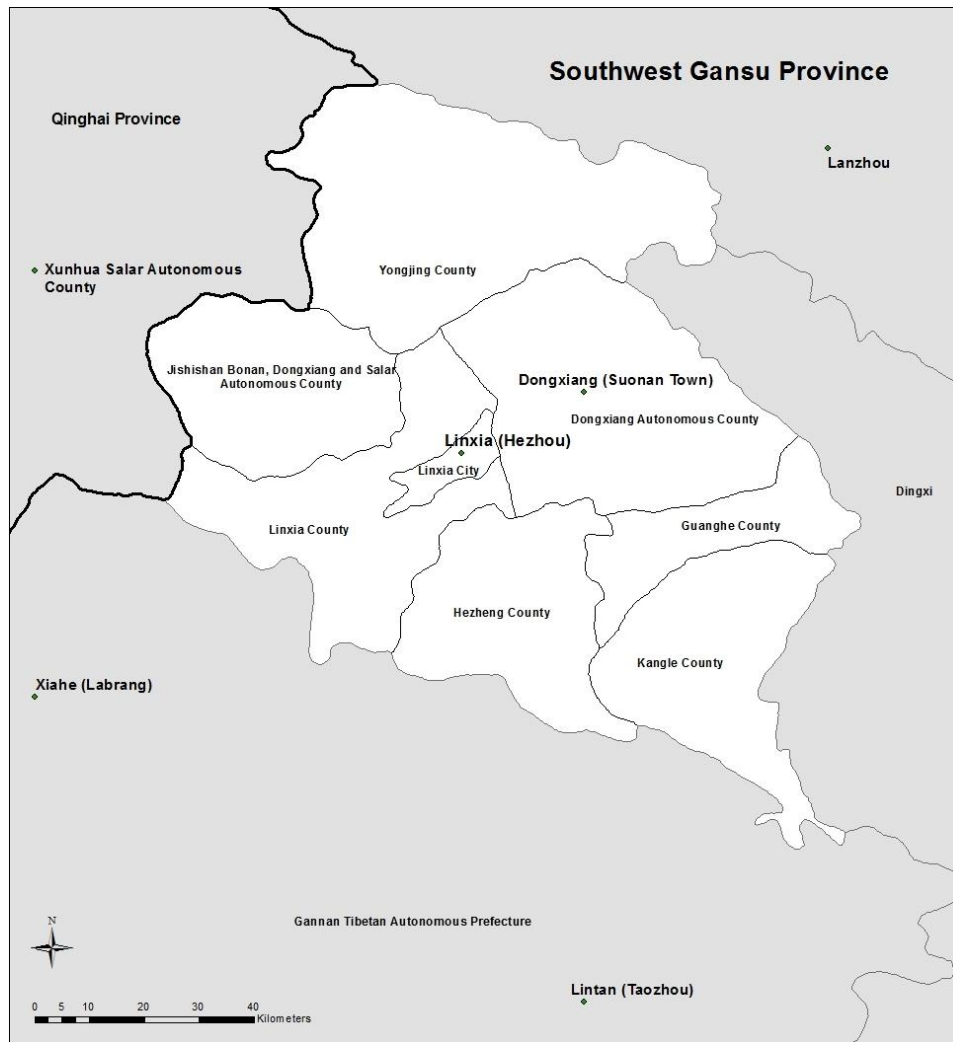 Southwest Gansu Province
Qinghai Province
Lanzhou
Xunhua Salar Autonomous
County
Yongjing County
Jishishan Bonan, Dongxiang and Salar
Autonomous County
Dongxiang (Suonan Town)
Dongxiang Autonomous County
Linxia (Hezhou)
Linxia City
Dingxi
Linxia County
Guanghe County
Hezheng County
Kangle County
Xiahe (Labrang)
Gannan Tibetan Autonomous Prefecture
N
Lintan (Taozhou)
0 5 10 20 30 40
Kilometers